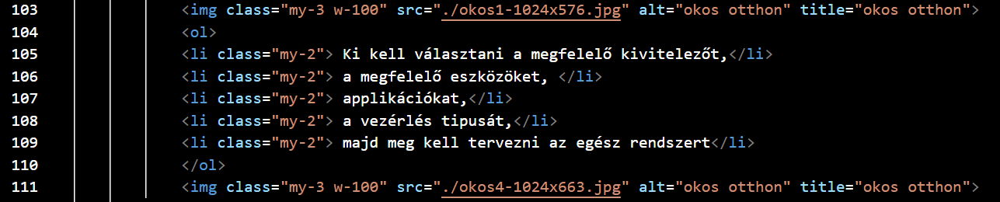 103 <img class="my-3 w-100" src="./okos1-1024x576.jpg" alt="okos otthon" title="okos otthon">
104 <ol>
105 <li class="my-2"> Ki kell választani a megfelelő kivitelezőt,</li>
106 <li class="my-2"> a megfelelő eszközöket, </li>
107 <li class="my-2"> applikációkat,</li>
108 <li class="my-2"> a vezérlés tipusát,</li>
109 <li class="my-2"> majd meg kell tervezni az egész rendszert</li>
110 </ol>
111 <img class="my-3 w-100" src="./okos4-1024x663.jpg" alt="okos otthon" title="okos otthon">